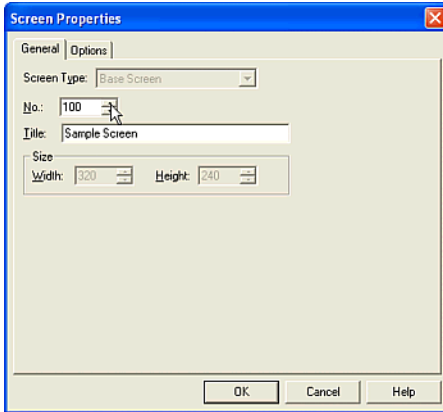 Screen Properties
General Options
Screen Type: Base Screen
No.: 100
Title: Sample Screen
Size
Width: 320 Height: 240
OK Cancel Help